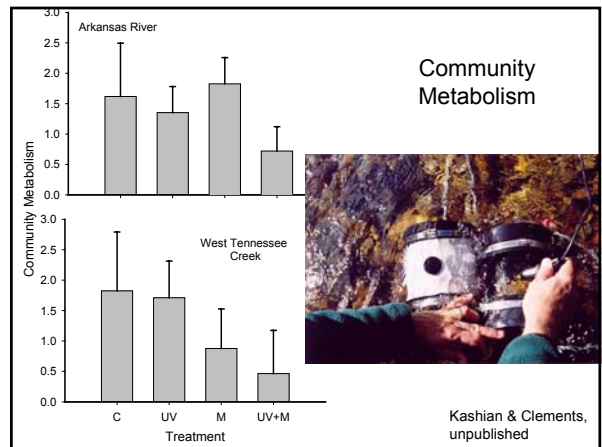 Community
Metabolism
Arkansas River
3.0
2.5
2.0
1.5
1.0
0.5
0.0
Community Metabolism
West Tennessee
Creek
3.0
2.5
2.0
1.5
1.0
0.5
0.0
C UV M UV+M
Treatment
Kashian & Clements,
unpublished